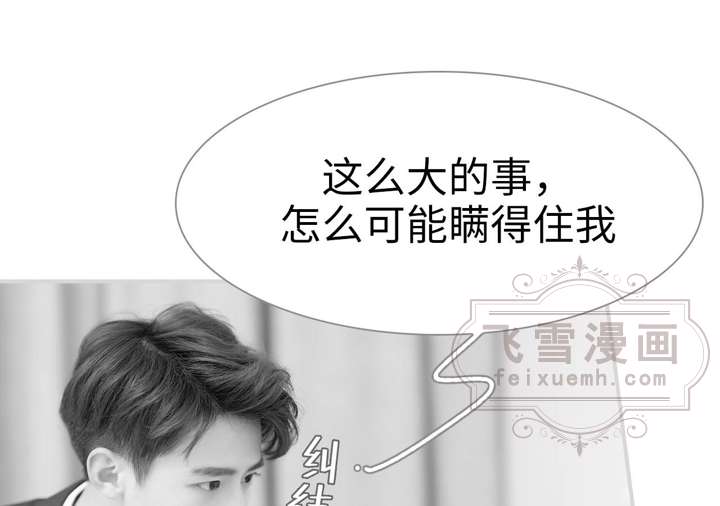 这么大的事，
怎么可能瞒得住我
飞雪漫画
feixuemh.com
纠结